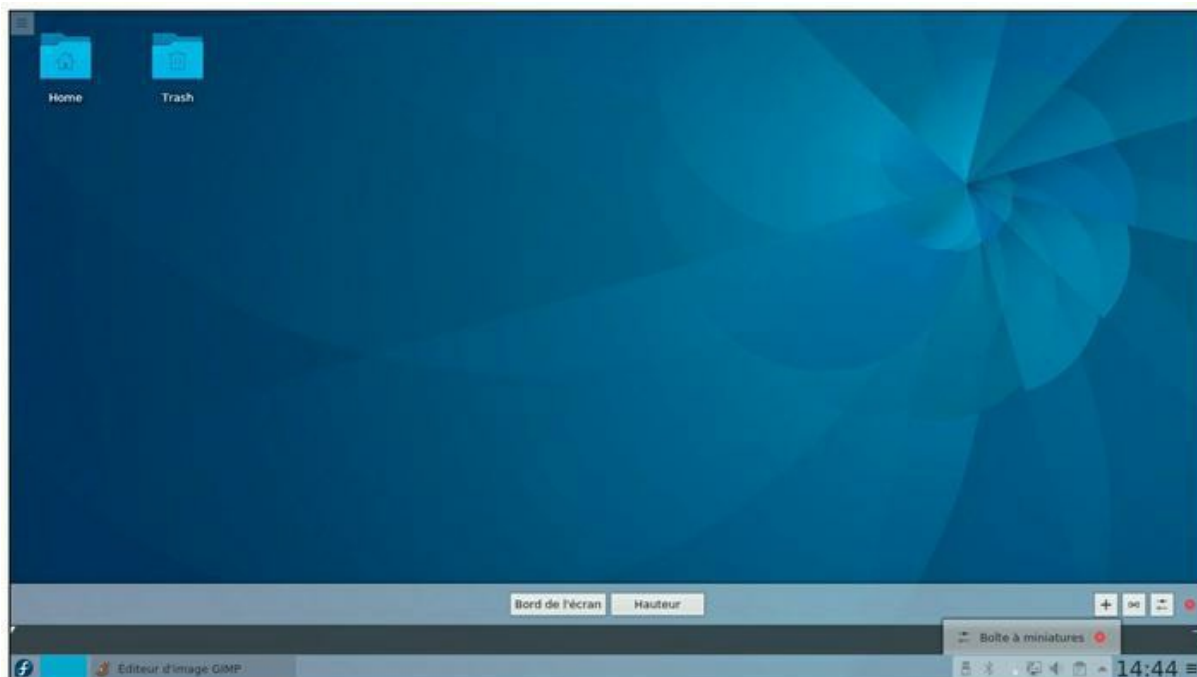 Home
Trash
Bord de l'écran
Hauteur
Boîte à miniatures
Éditeur d'image GIMP
14:44